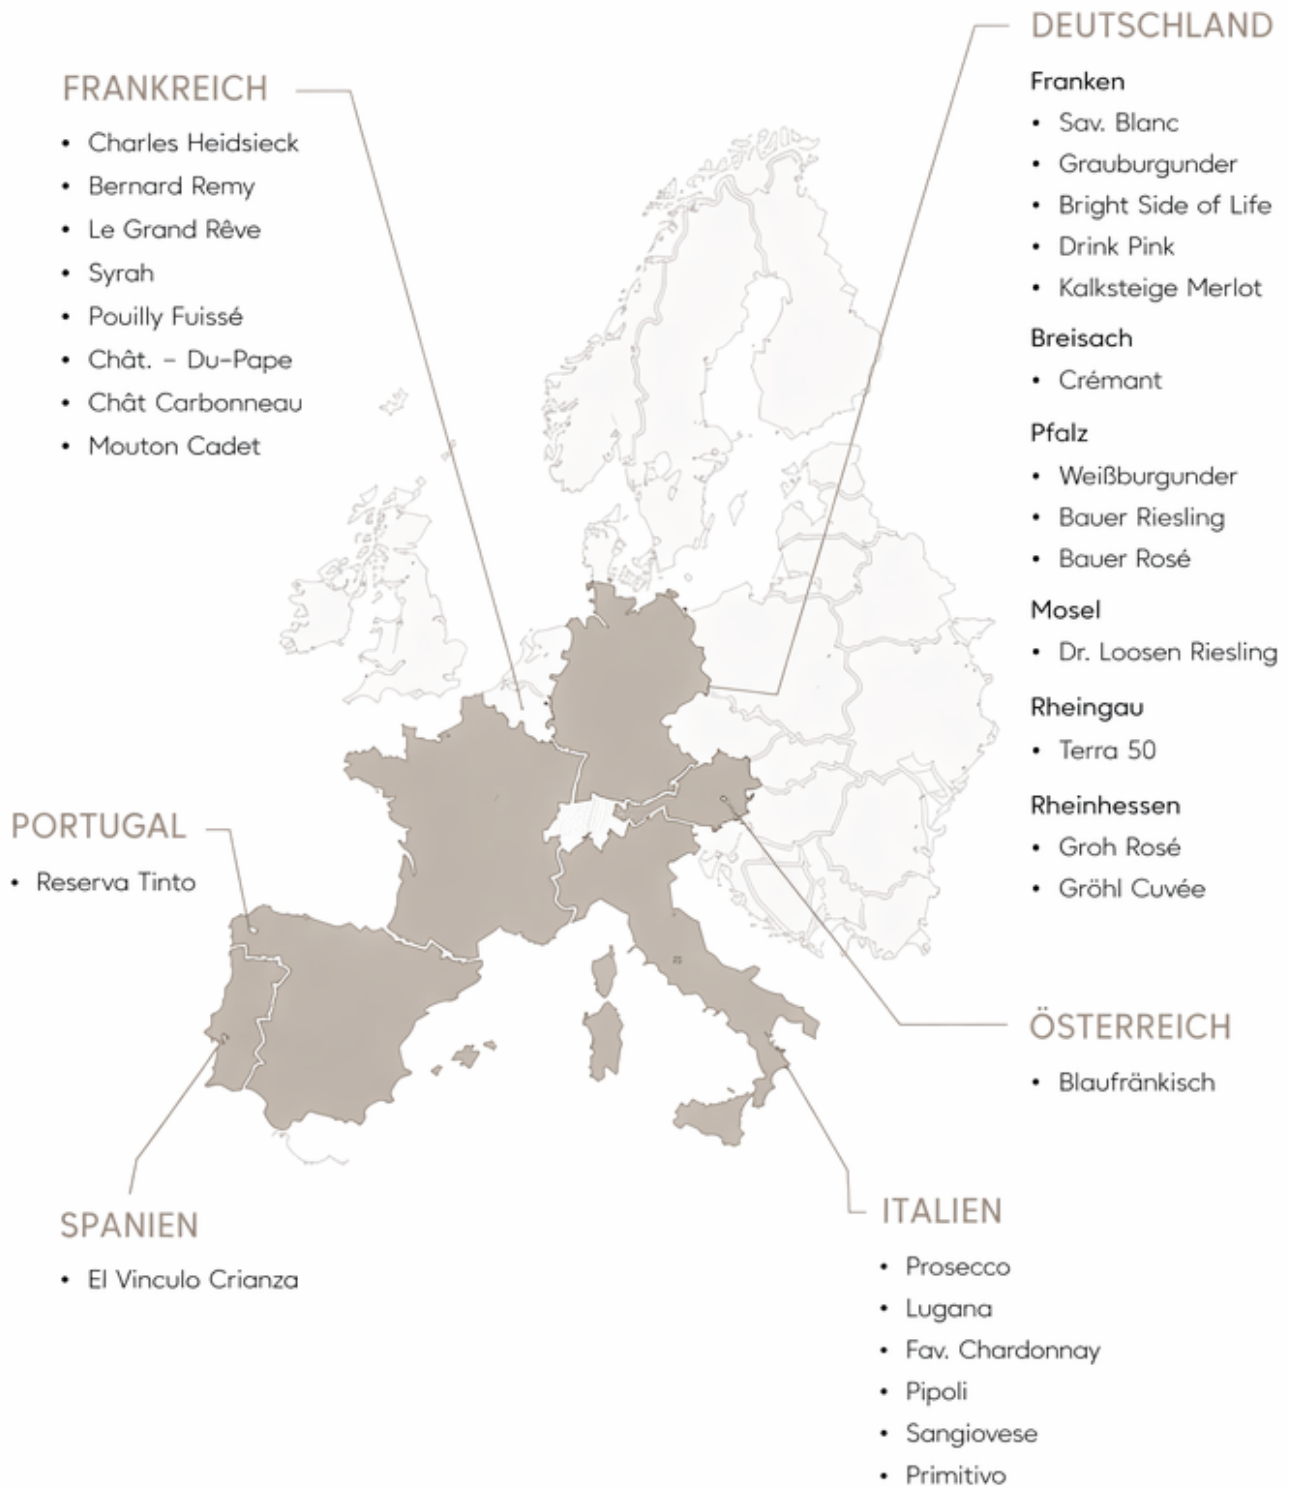 FRANKREICH
• Charles Heidsieck
• Bernard Remy
• Le Grand Rêve
• Syrah
• Pouilly Fuissé
• Chât. – Du-Pape
• Chât Carbonneau
• Mouton Cadet
DEUTSCHLAND
Franken
• Sav. Blanc
• Grauburgunder
• Bright Side of Life
• Drink Pink
• Kalksteige Merlot
Breisach
• Crémant
Pfalz
• Weißburgunder
• Bauer Riesling
• Bauer Rosé
Mosel
• Dr. Loosen Riesling
Rheingau
• Terra 50
Rheinhessen
• Groh Rosé
• Gröhl Cuvée
PORTUGAL
• Reserva Tinto
ÖSTERREICH
• Blaufränkisch
SPANIEN
• El Vinculo Crianza
ITALIEN
• Prosecco
• Lugana
• Fav. Chardonnay
• Pipoli
• Sangiovese
• Primitivo